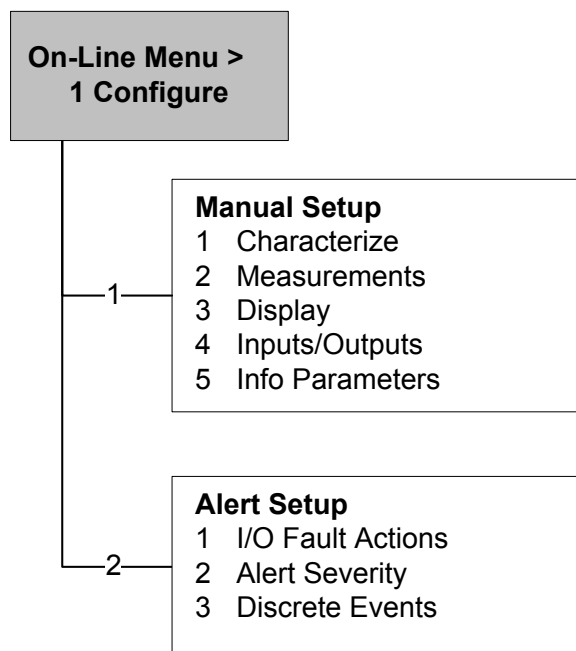 On-Line Menu >
1 Configure
1
Manual Setup
1 Characterize
2 Measurements
3 Display
4 Inputs/Outputs
5 Info Parameters
2
Alert Setup
1 I/O Fault Actions
2 Alert Severity
3 Discrete Events